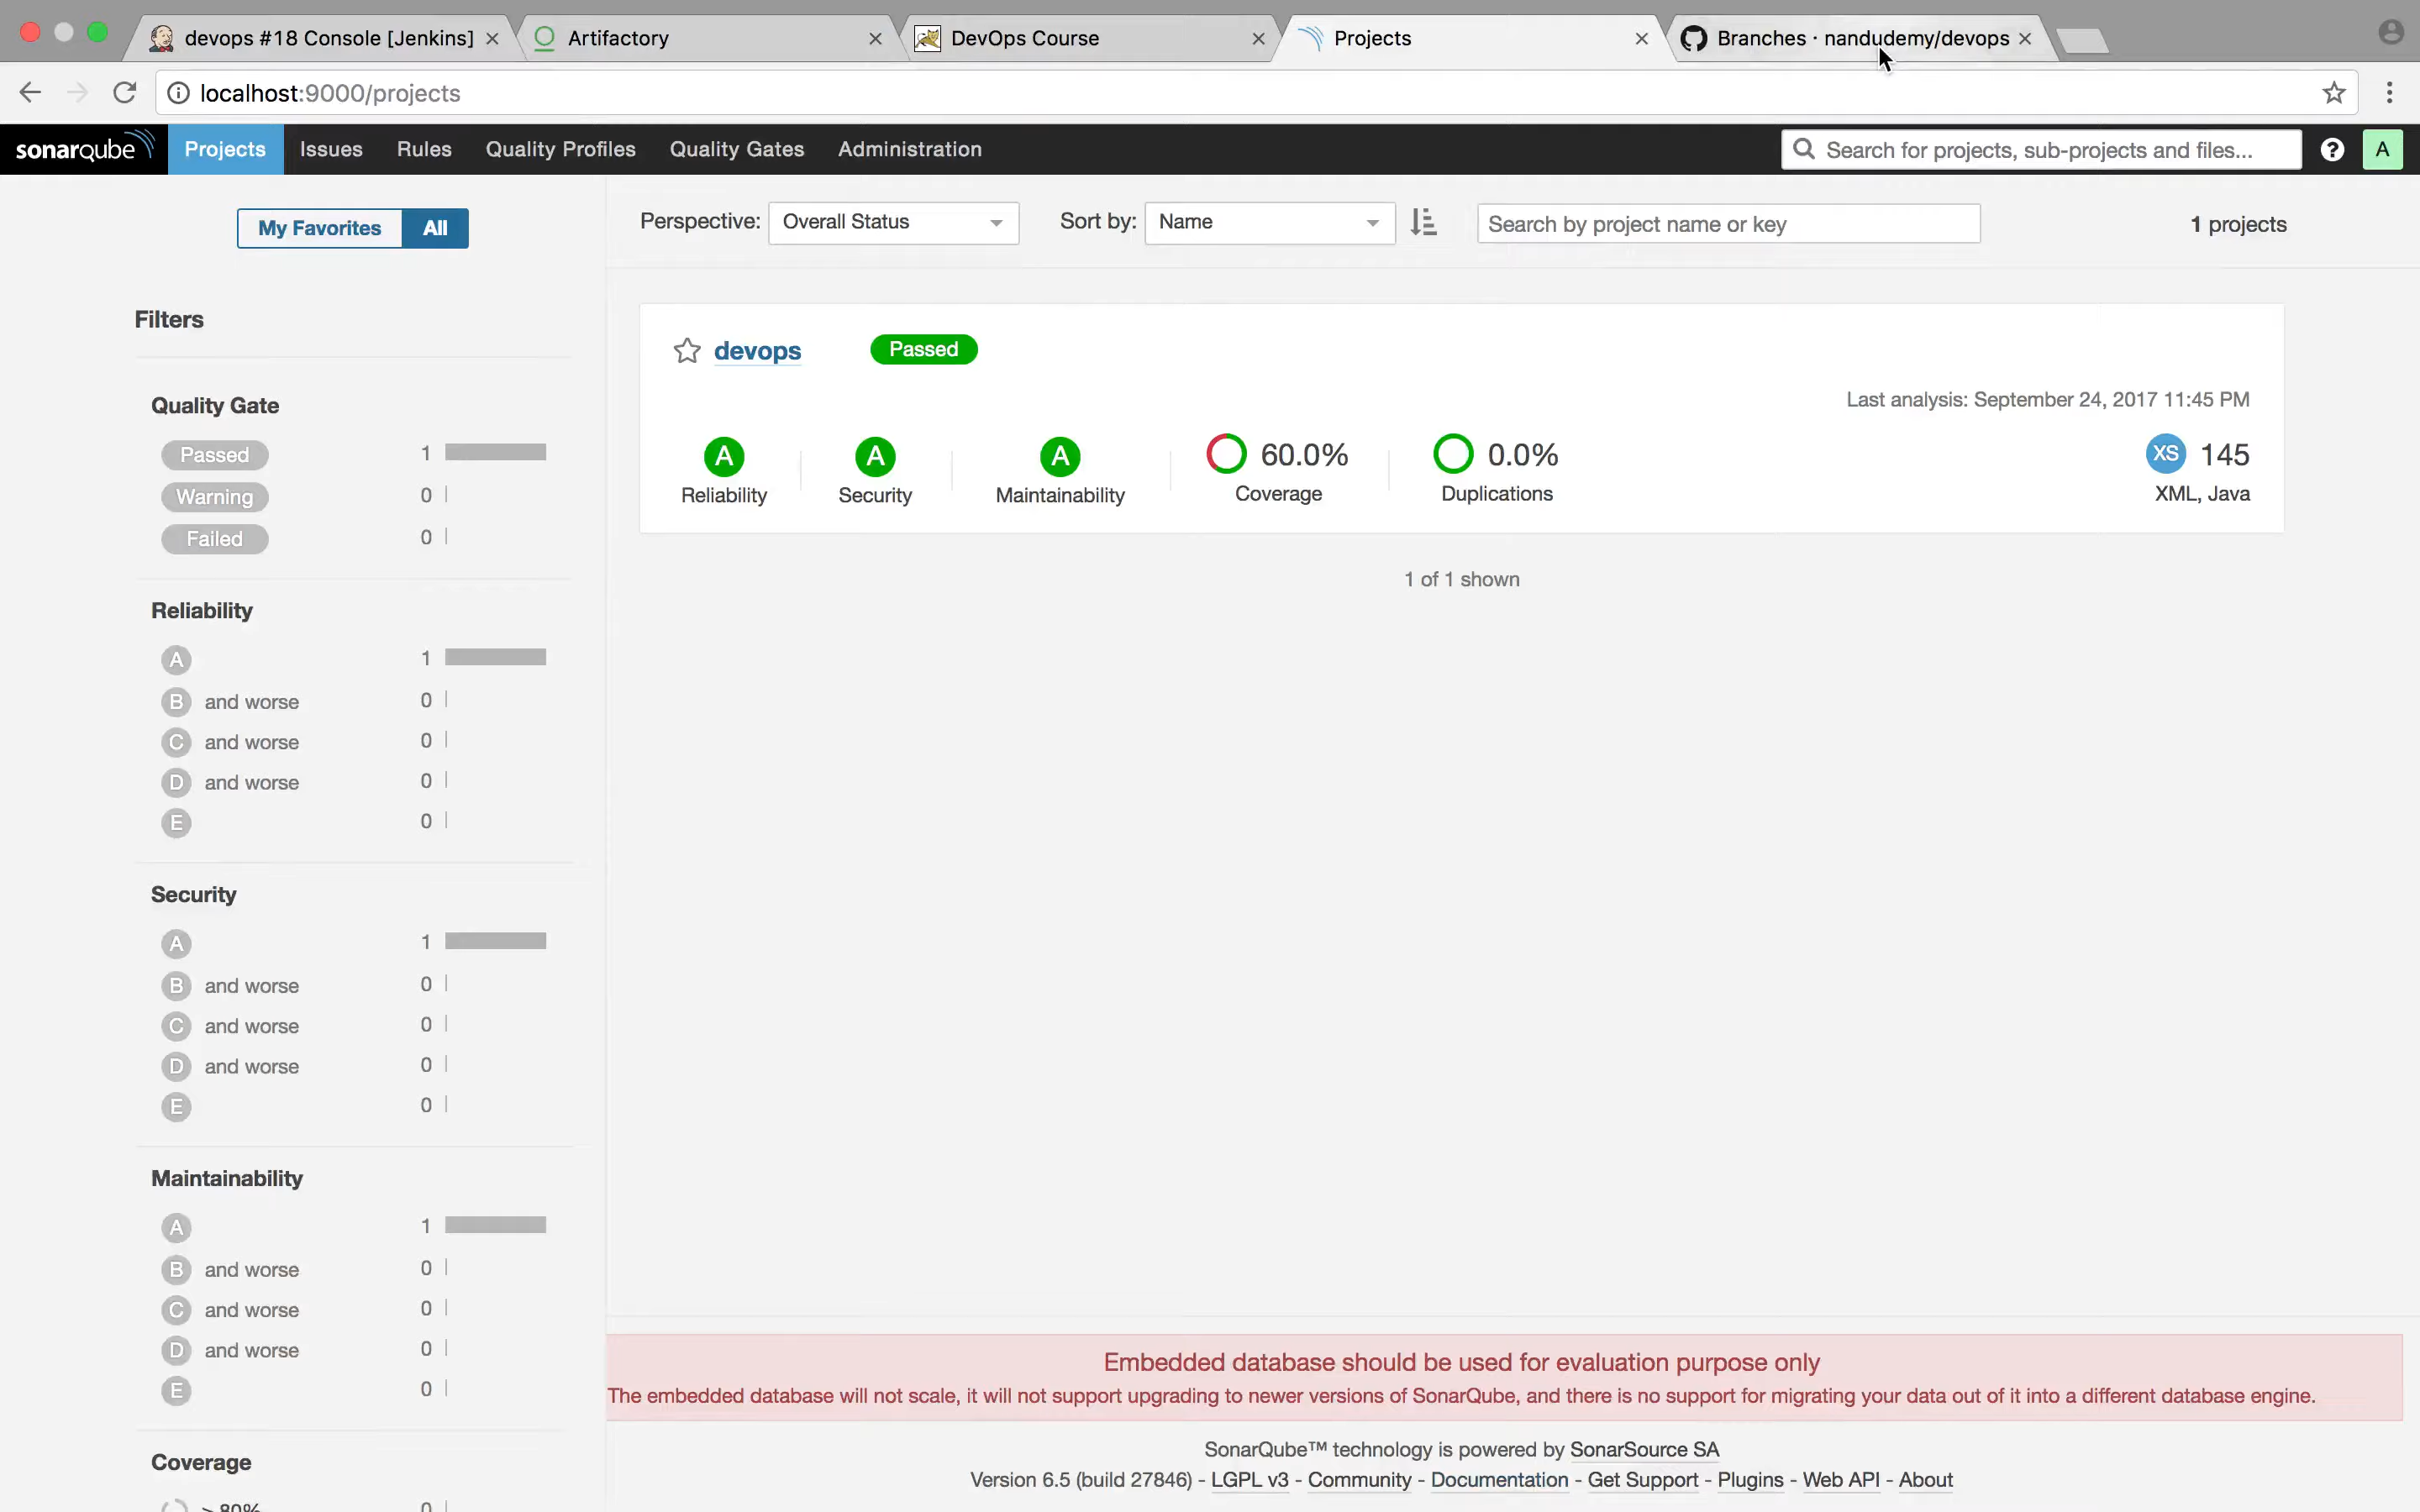 devops #18 Console [Jenkins]
Artifactory
DevOps Course
Projects
Branches · nandudemy/devops
localhost:9000/projects
sonarqube
Projects
Issues
Rules
Quality Profiles
Quality Gates
Administration
Search for projects, sub-projects and files...
?
A
My Favorites
All
Perspective:
Overall Status
Sort by:
Name
Search by project name or key
1 projects
Filters
Quality Gate
Passed 1
Warning 0
Failed 0
Reliability
A 1
B and worse 0
C and worse 0
D and worse 0
E 0
Security
A 1
B and worse 0
C and worse 0
D and worse 0
E 0
Maintainability
A 1
B and worse 0
C and worse 0
D and worse 0
E 0
Coverage
≥ 80% 0
devops
Passed
Last analysis: September 24, 2017 11:45 PM
A
Reliability
A
Security
A
Maintainability
60.0%
Coverage
0.0%
Duplications
XS 145
XML, Java
1 of 1 shown
Embedded database should be used for evaluation purpose only
The embedded database will not scale, it will not support upgrading to newer versions of SonarQube, and there is no support for migrating your data out of it into a different database engine.
SonarQube™ technology is powered by SonarSource SA
Version 6.5 (build 27846) - LGPL v3 - Community - Documentation - Get Support - Plugins - Web API - About